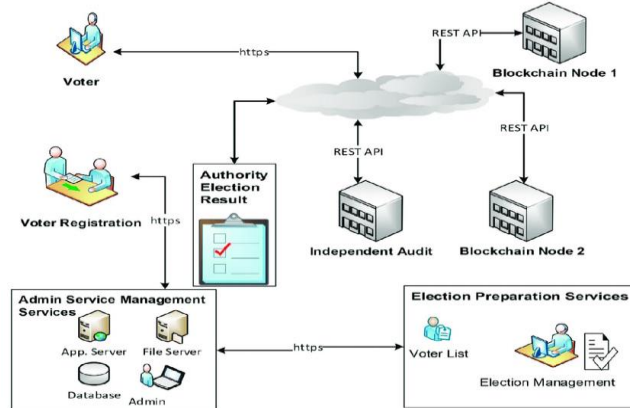 REST API
https
Voter
Blockchain Node 1
REST API
REST API
Authority
Election
Result
Voter Registration
https
Independent Audit
Blockchain Node 2
Admin Service Management
Services
App. Server
File Server
Database
Admin
https
Election Preparation Services
Voter List
Election Management